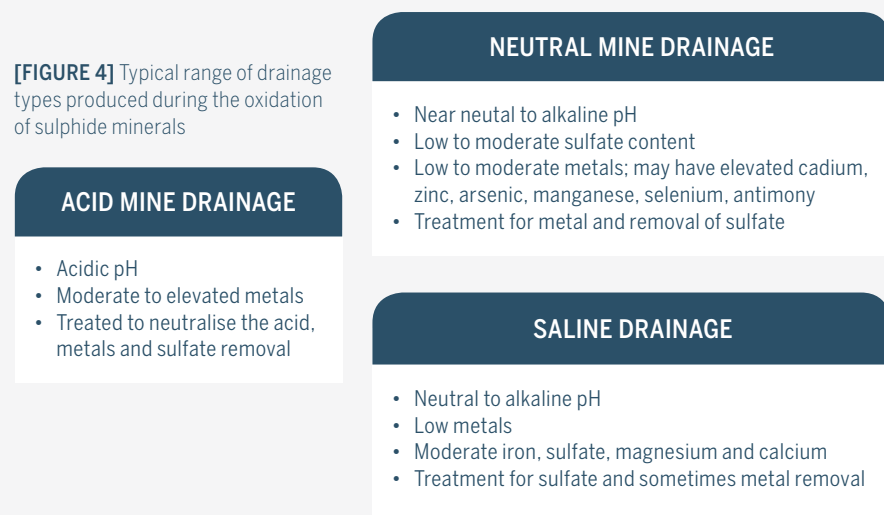 [FIGURE 4] Typical range of drainage
types produced during the oxidation
of sulphide minerals
ACID MINE DRAINAGE
• Acidic pH
• Moderate to elevated metals
• Treated to neutralise the acid,
metals and sulfate removal
NEUTRAL MINE DRAINAGE
• Near neutal to alkaline pH
• Low to moderate sulfate content
• Low to moderate metals; may have elevated cadium,
zinc, arsenic, manganese, selenium, antimony
• Treatment for metal and removal of sulfate
SALINE DRAINAGE
• Neutral to alkaline pH
• Low metals
• Moderate iron, sulfate, magnesium and calcium
• Treatment for sulfate and sometimes metal removal